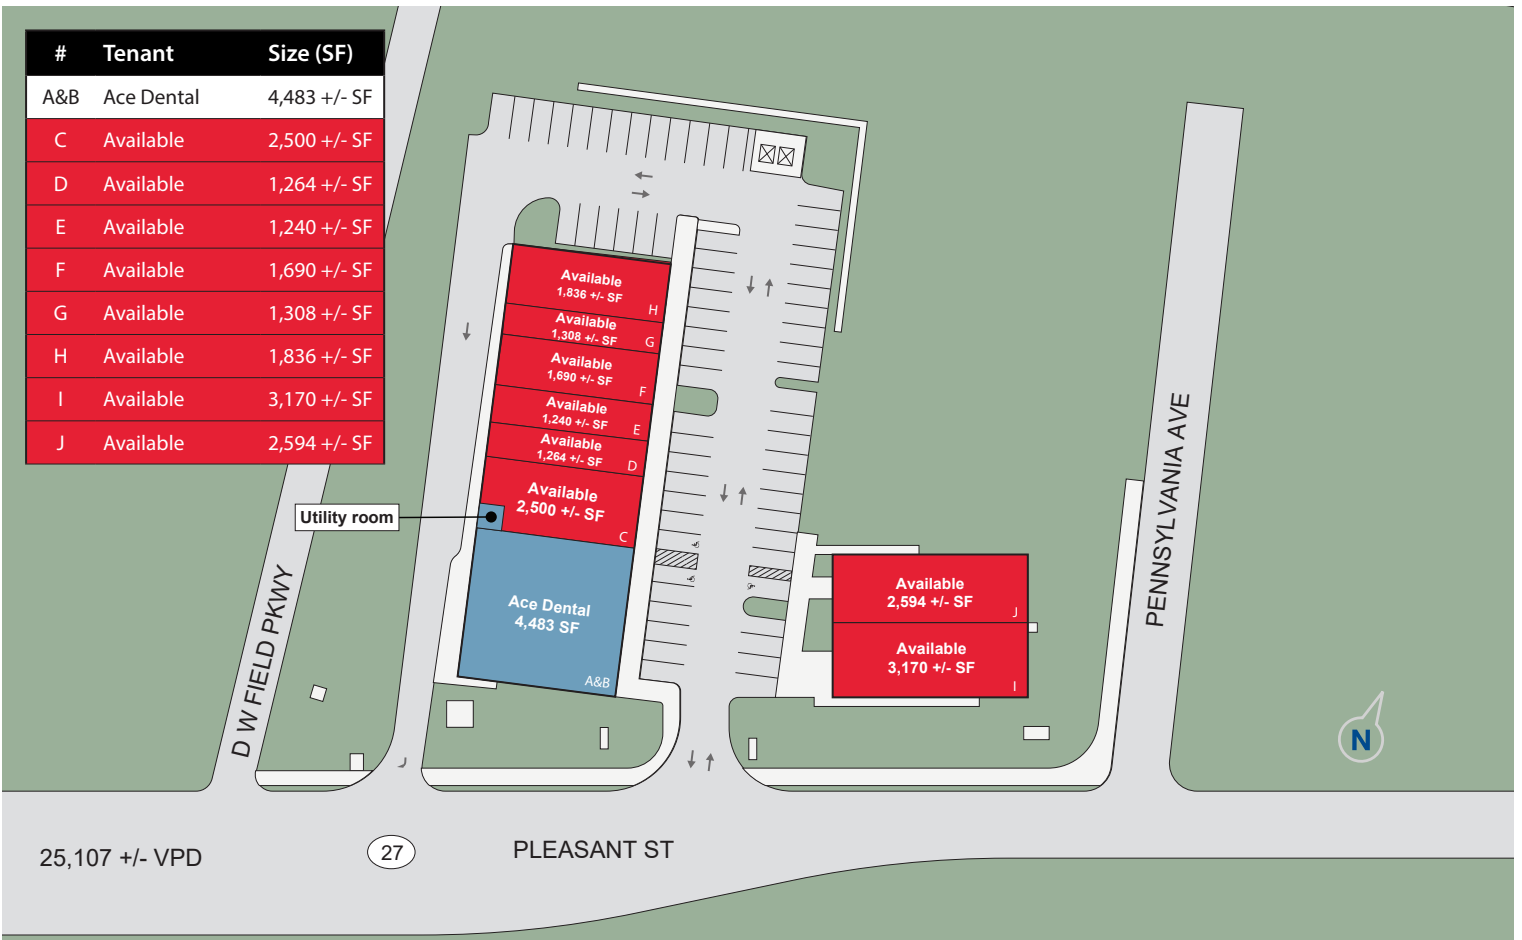 # Tenant Size (SF)
A&B Ace Dental 4,483 +/- SF
C Available 2,500 +/- SF
D Available 1,264 +/- SF
E Available 1,240 +/- SF
F Available 1,690 +/- SF
G Available 1,308 +/- SF
H Available 1,836 +/- SF
I Available 3,170 +/- SF
J Available 2,594 +/- SF
Available
1,836 +/- SF
H
Available
1,308 +/- SF
G
Available
1,690 +/- SF
F
Available
1,240 +/- SF
E
Available
1,264 +/- SF
D
Available
2,500 +/- SF
C
Utility room
Ace Dental
4,483 SF
A&B
Available
2,594 +/- SF
J
Available
3,170 +/- SF
I
D W FIELD PKWY
PENNSYLVANIA AVE
N
25,107 +/- VPD
27
PLEASANT ST